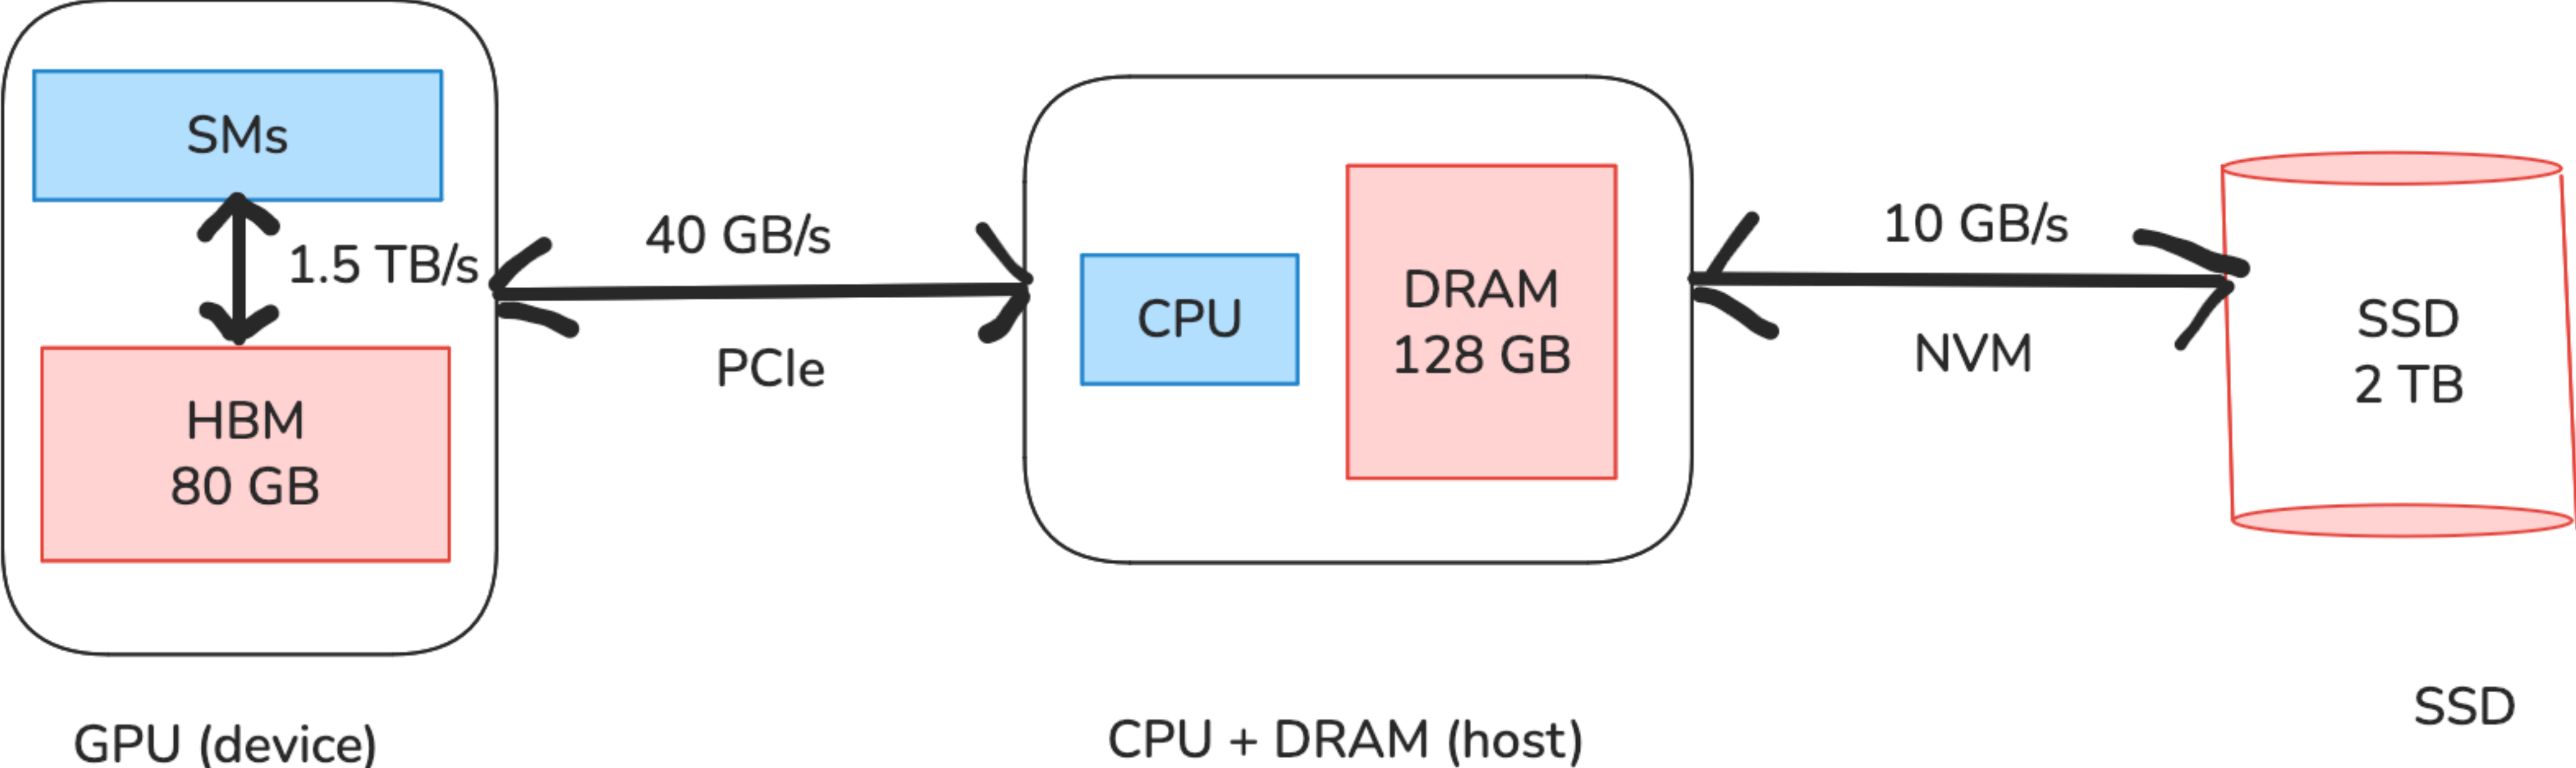 SMs
1.5 TB/s
HBM
80 GB
GPU (device)
40 GB/s
PCIe
CPU
DRAM
128 GB
CPU + DRAM (host)
10 GB/s
NVM
SSD
2 TB
SSD